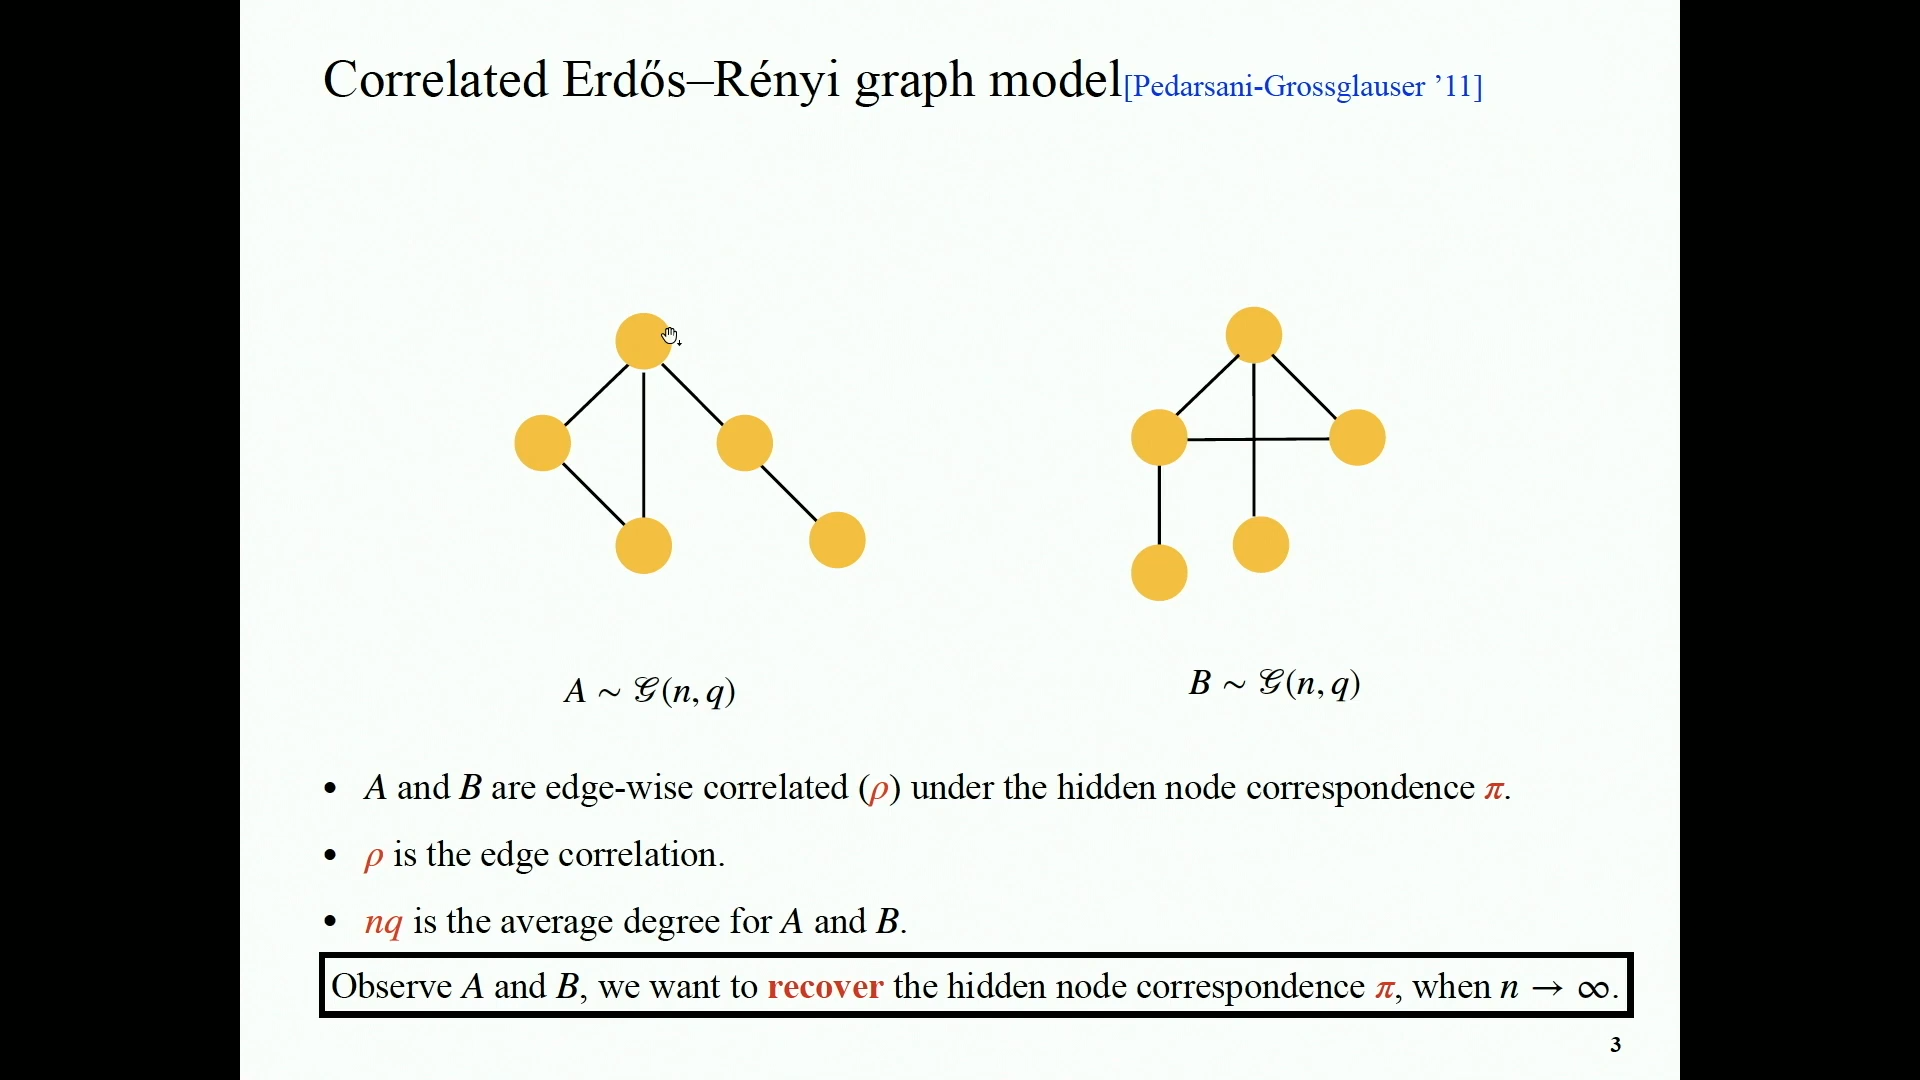 Correlated Erdős–Rényi graph model[Pedarsani-Grossglauser ’11]
A ∼ 𝒢(n, q)
B ∼ 𝒢(n, q)
• A and B are edge-wise correlated (ρ) under the hidden node correspondence π.
• ρ is the edge correlation.
• nq is the average degree for A and B.
Observe A and B, we want to recover the hidden node correspondence π, when n → ∞.
3